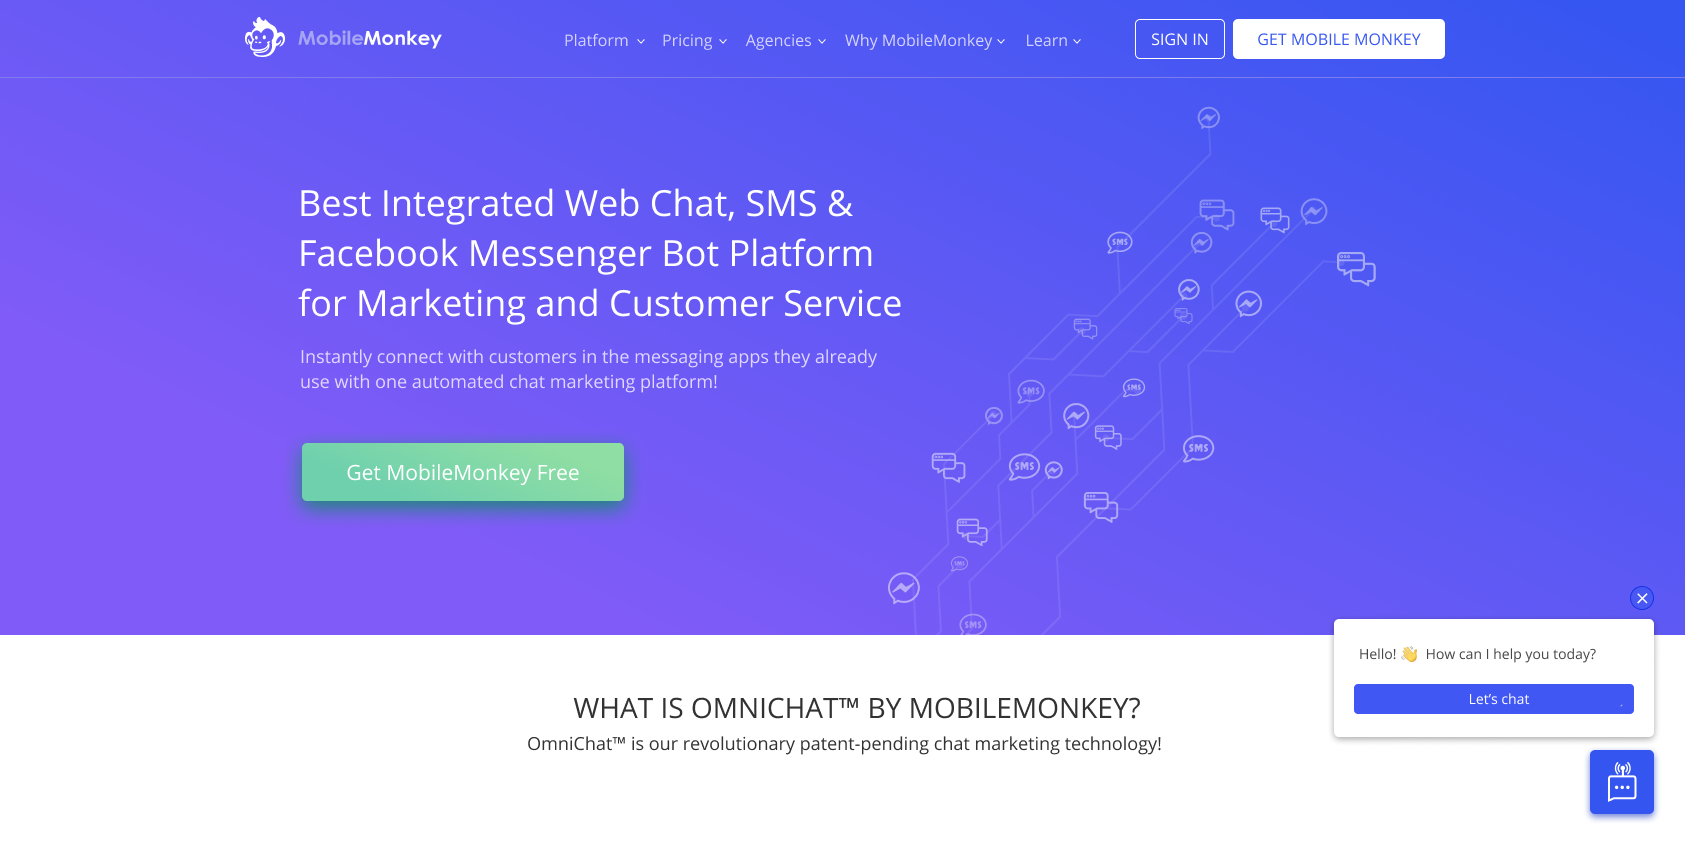 MobileMonkey
Platform
Pricing
Agencies
Why MobileMonkey
Learn
SIGN IN
GET MOBILE MONKEY
Best Integrated Web Chat, SMS &
Facebook Messenger Bot Platform
for Marketing and Customer Service
Instantly connect with customers in the messaging apps they already
use with one automated chat marketing platform!
Get MobileMonkey Free
SMS
SMS
SMS
SMS
SMS
SMS
SMS
Hello! 👋 How can I help you today?
Let's chat
WHAT IS OMNICHAT™ BY MOBILEMONKEY?
OmniChat™ is our revolutionary patent-pending chat marketing technology!